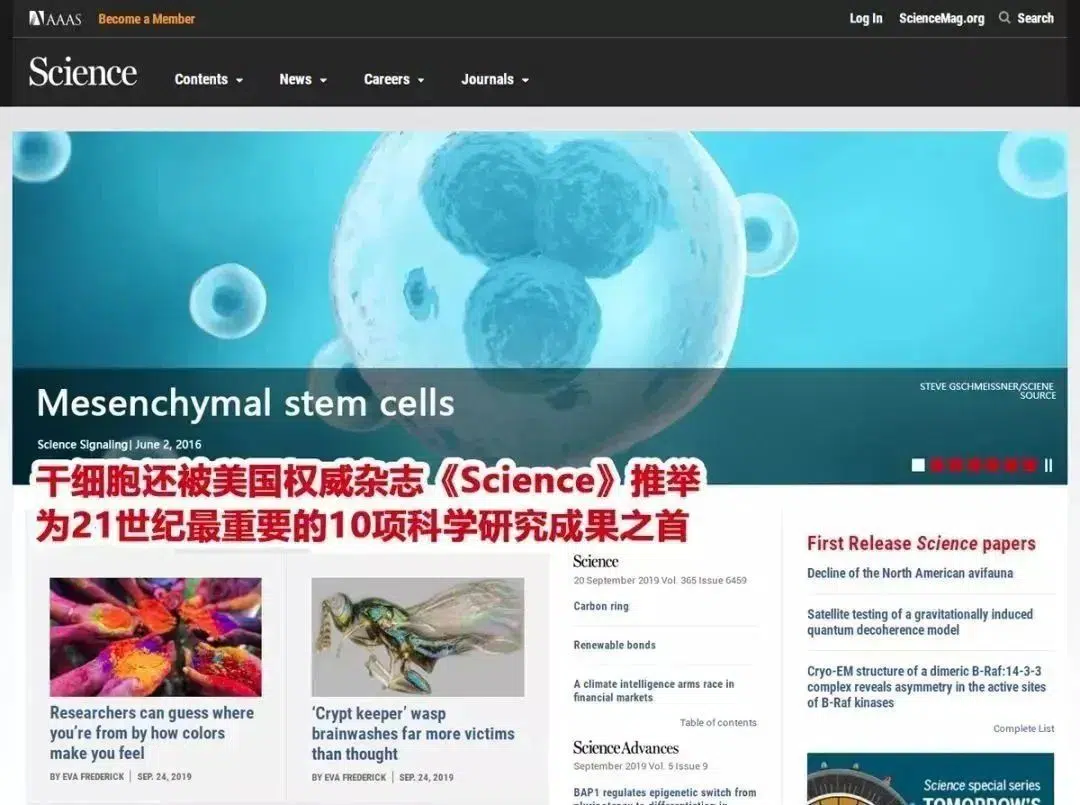 AAAS Become a Member
Log In ScienceMag.org Search
Science Contents News Careers Journals
Mesenchymal stem cells
STEVE GSCHMEISSNER/SCIENE
SOURCE
Science Signaling| June 2, 2016
干细胞还被美国权威杂志《Science》推举
为21世纪最重要的10项科学研究成果之首
Researchers can guess where
you're from by how colors
make you feel
BY EVA FREDERICK | SEP. 24, 2019
‘Crypt keeper’ wasp
brainwashes far more victims
than thought
BY EVA FREDERICK | SEP. 24, 2019
Science
20 September 2019 Vol. 365 Issue 6459
Carbon ring
Renewable bonds
A climate intelligence arms race in
financial markets
Table of contents
Science Advances
September 2019 Vol. 5 Issue 9
BAP1 regulates epigenetic switch from
First Release Science papers
Decline of the North American avifauna
Satellite testing of a gravitationally induced
quantum decoherence model
Cryo-EM structure of a dimeric B-Raf:14-3-3
complex reveals asymmetry in the active sites
of B-Raf kinases
Complete List
Science special series
TOMORROW'S